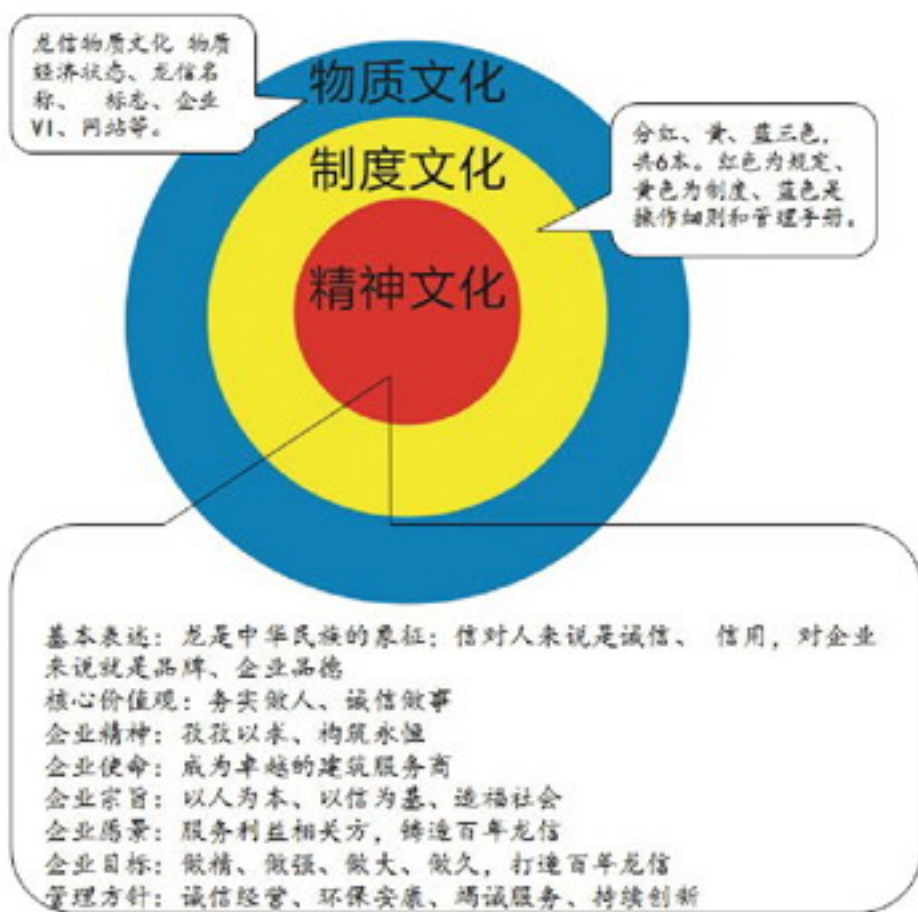 龙信物质文化 物质
经济状态、龙信名
称、 标志、企业
VI、网站等。
物质文化
分红、黄、蓝三色,
共6本。红色为规定、
黄色为制度、蓝色是
操作细则和管理手册。
制度文化
精神文化
基本表述：龙是中华民族的象征；信对人来说是诚信、 信用，对企业
来说就是品牌、企业品德
核心价值观：务实做人、诚信做事
企业精神：孜孜以求、构筑永恒
企业使命：成为卓越的建筑服务商
企业宗旨：以人为本、以信为基、造福社会
企业愿景：服务利益相关方，铸造百年龙信
企业目标：做精、做强、做大、做久，打造百年龙信
管理方针：诚信经营、环保安康、竭诚服务、持续创新